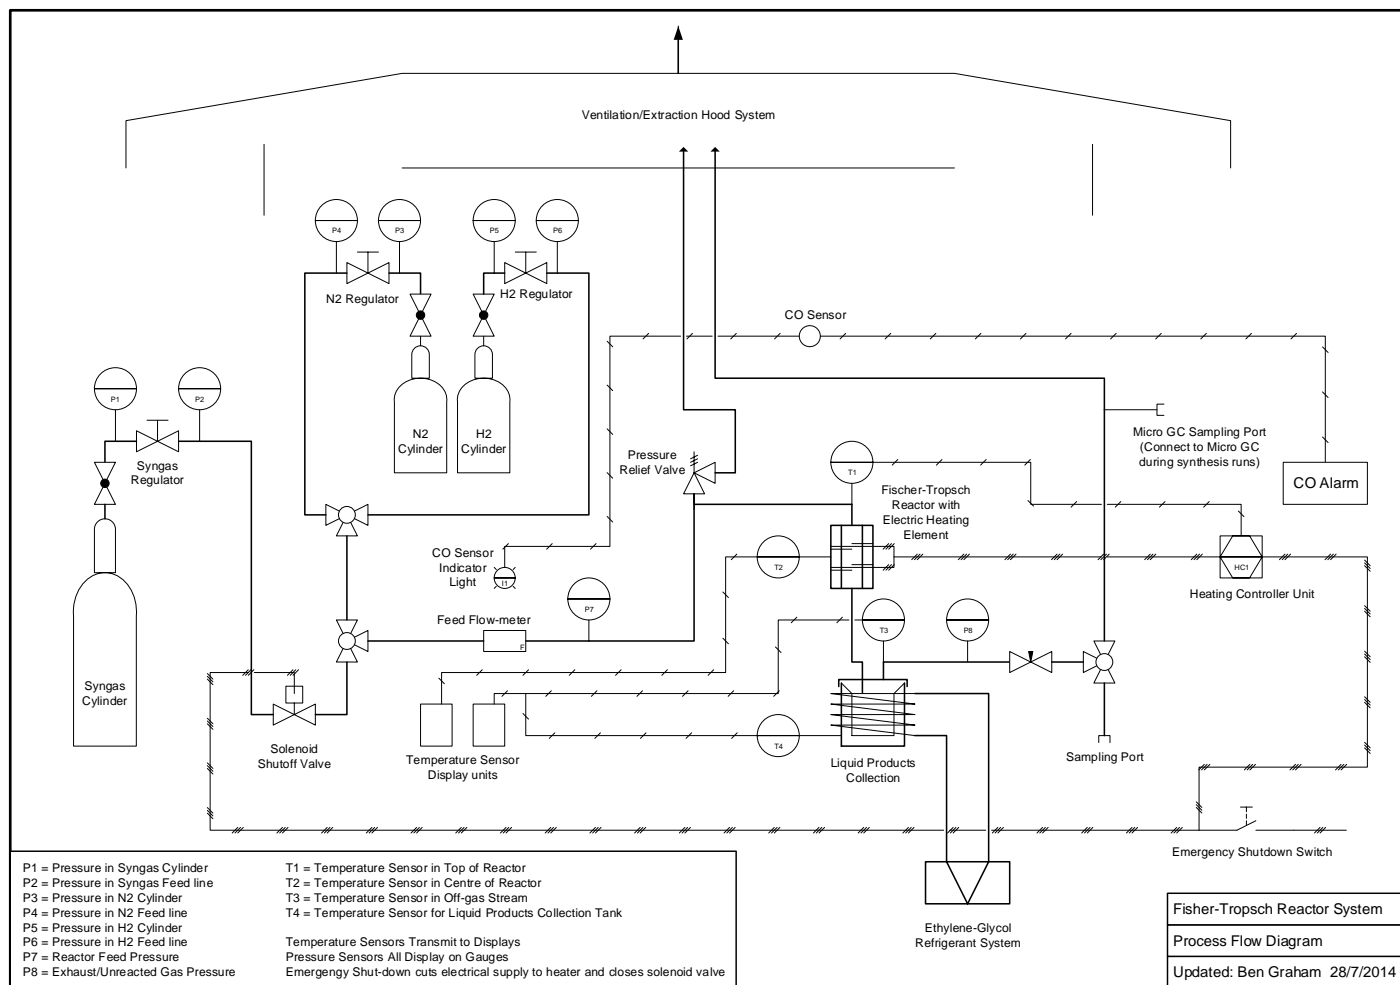 Ventilation/Extraction Hood System
P4
P3
P5
P6
N2 Regulator
H2 Regulator
CO Sensor
P1
P2
Syngas
Regulator
N2
Cylinder
H2
Cylinder
Pressure
Relief Valve
T1
Micro GC Sampling Port
(Connect to Micro GC
during synthesis runs)
CO Alarm
Fischer-Tropsch
Reactor with
Electric Heating
Element
CO Sensor
Indicator
Light
I1
T2
HC1
Heating Controller Unit
P7
Feed Flow-meter
F
T3
P8
Syngas
Cylinder
Solenoid
Shutoff Valve
Temperature Sensor
Display units
T4
Liquid Products
Collection
Sampling Port
Emergency Shutdown Switch
Ethylene-Glycol
Refrigerant System
P1 = Pressure in Syngas Cylinder
P2 = Pressure in Syngas Feed line
P3 = Pressure in N2 Cylinder
P4 = Pressure in N2 Feed line
P5 = Pressure in H2 Cylinder
P6 = Pressure in H2 Feed line
P7 = Reactor Feed Pressure
P8 = Exhaust/Unreacted Gas Pressure
T1 = Temperature Sensor in Top of Reactor
T2 = Temperature Sensor in Centre of Reactor
T3 = Temperature Sensor in Off-gas Stream
T4 = Temperature Sensor for Liquid Products Collection Tank
Temperature Sensors Transmit to Displays
Pressure Sensors All Display on Gauges
Emergengy Shut-down cuts electrical supply to heater and closes solenoid valve
Fisher-Tropsch Reactor System
Process Flow Diagram
Updated: Ben Graham 28/7/2014